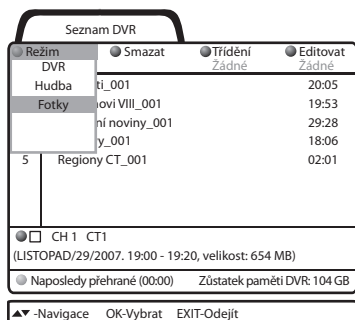 Seznam DVR
Režim Smazat Třídění Editovat
Žádné Žádné
DVR
Hudba
Fotky
ti_001 20:05
ovi VIII_001 19:53
ní noviny_001 29:28
y_001 18:06
5 Regiony CT_001 02:01
CH 1 CT1
(LISTOPAD/29/2007. 19:00 - 19:20, velikost: 654 MB)
Naposledy přehrané (00:00) Zůstatek paměti DVR: 104 GB
▲▼ -Navigace OK-Vybrat EXIT-Odejít